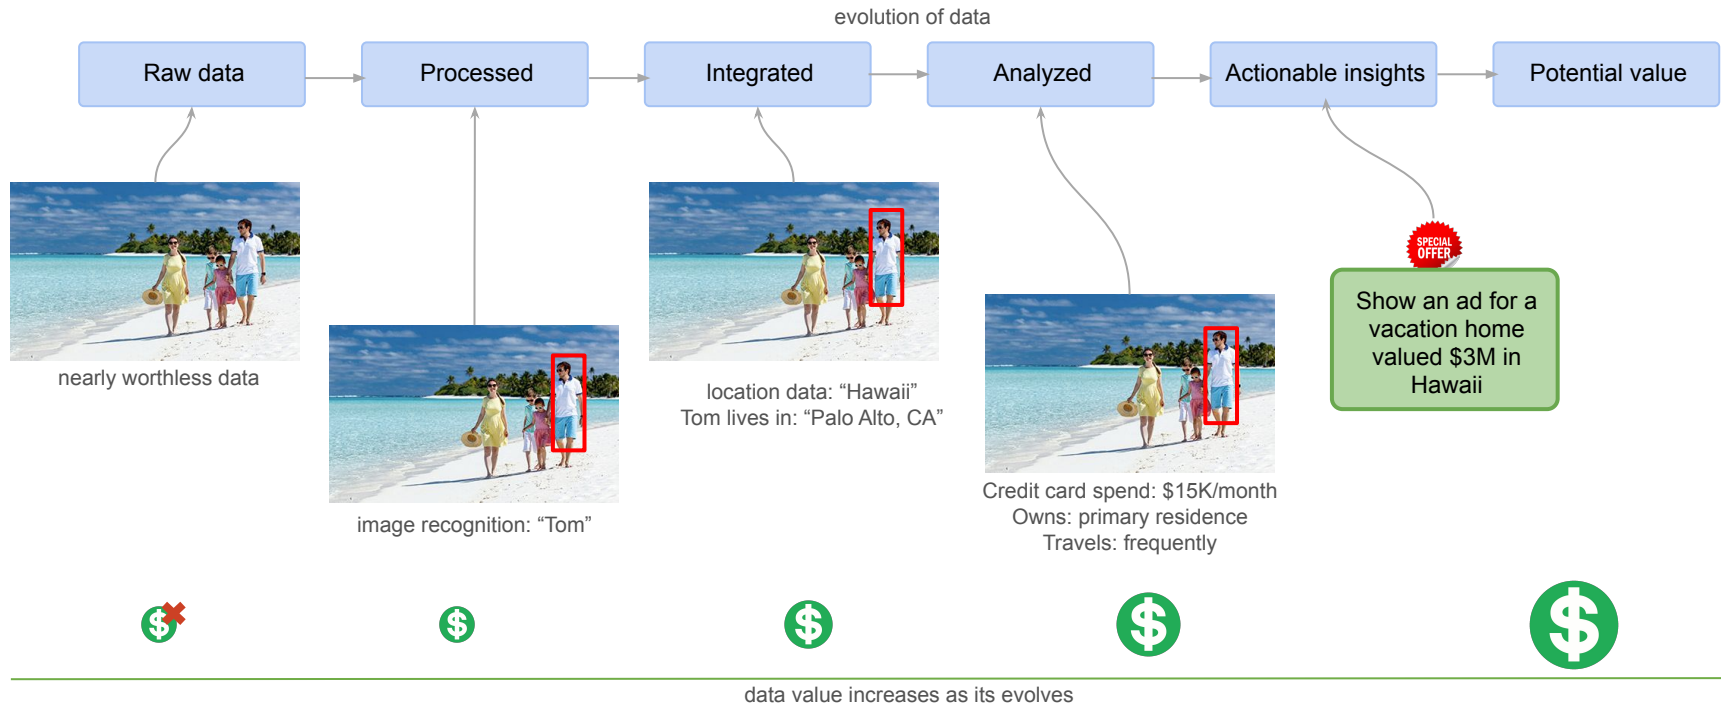 evolution of data
Raw data
Processed
Integrated
Analyzed
Actionable insights
Potential value
nearly worthless data
image recognition: “Tom”
location data: “Hawaii”
Tom lives in: “Palo Alto, CA”
Credit card spend: $15K/month
Owns: primary residence
Travels: frequently
SPECIAL
OFFER
Show an ad for a
vacation home
valued $3M in
Hawaii
$
$
$
$
$
data value increases as its evolves